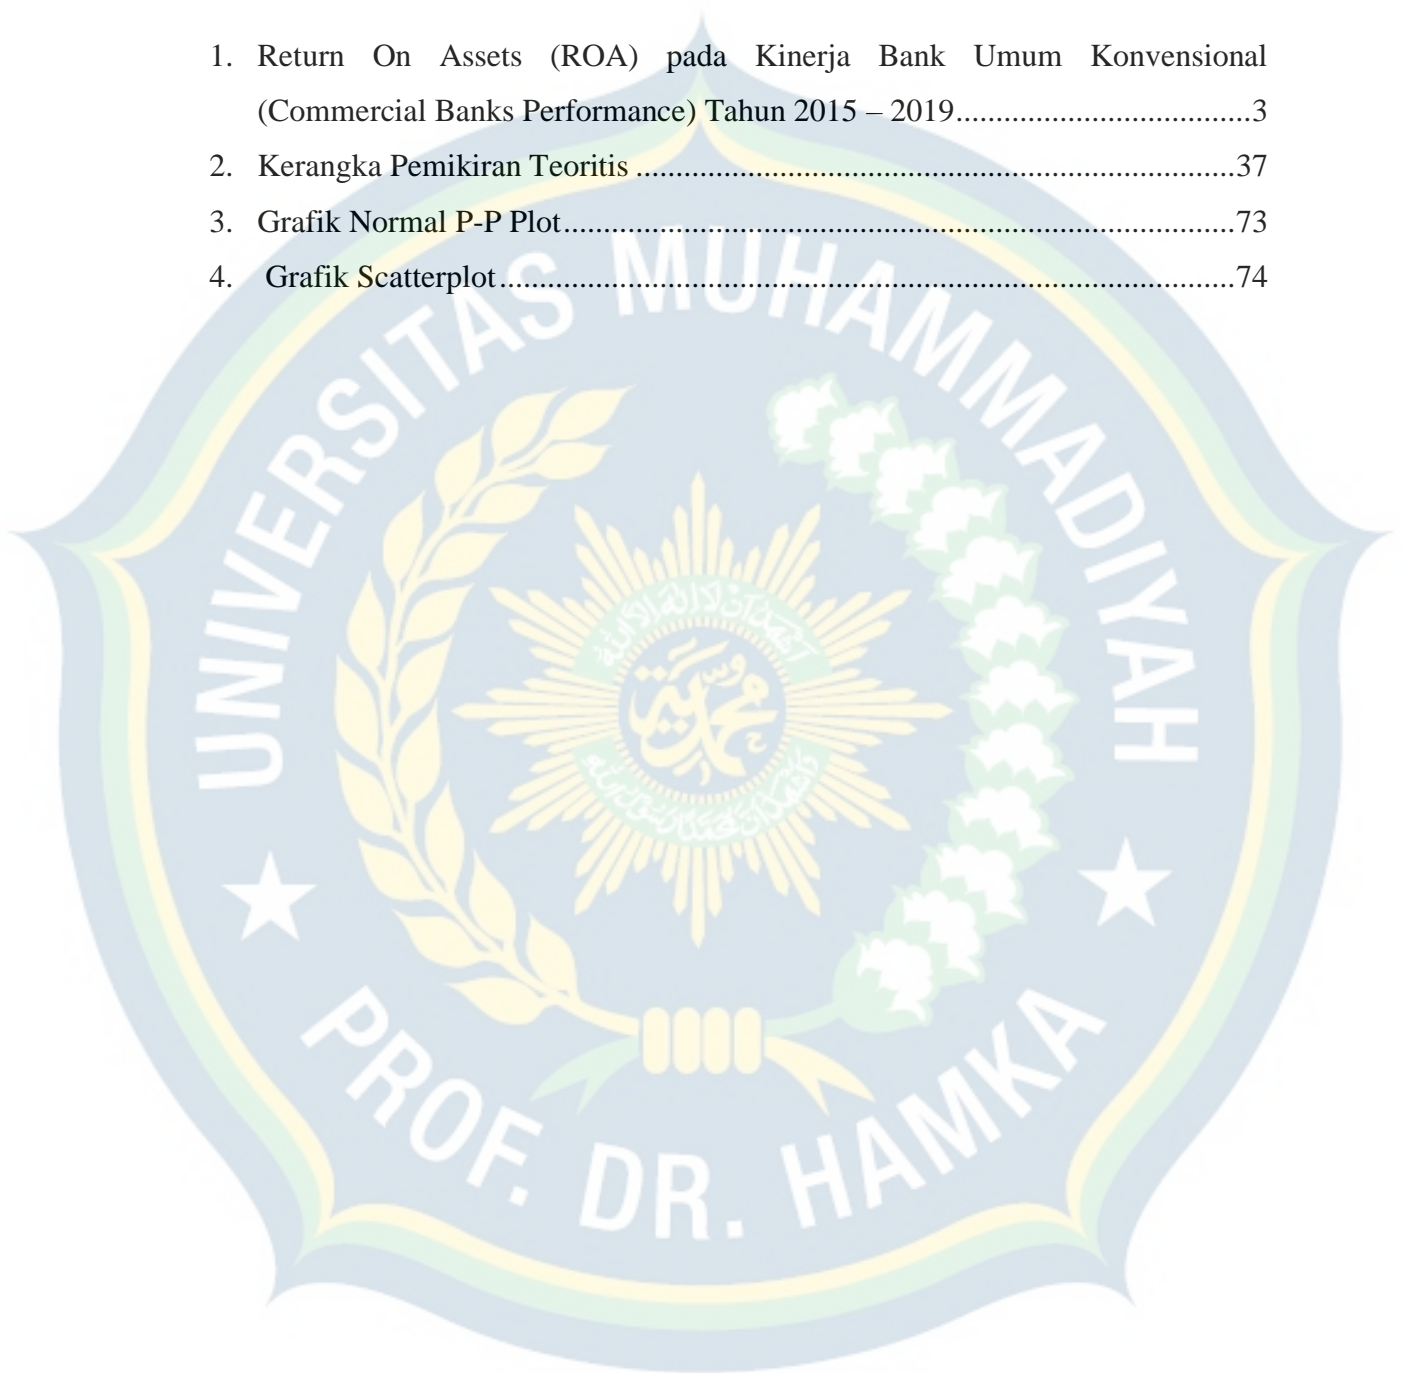 1. Return On Assets (ROA) pada Kinerja Bank Umum Konvensional
(Commercial Banks Performance) Tahun 2015 – 2019..................................3
2. Kerangka Pemikiran Teoritis ..........................................................................37
3. Grafik Normal P-P Plot...................................................................................73
4. Grafik Scatterplot...........................................................................................74
UNIVERSITAS MUHAMMADIYAH
محمدية
PROF. DR. HAMKA